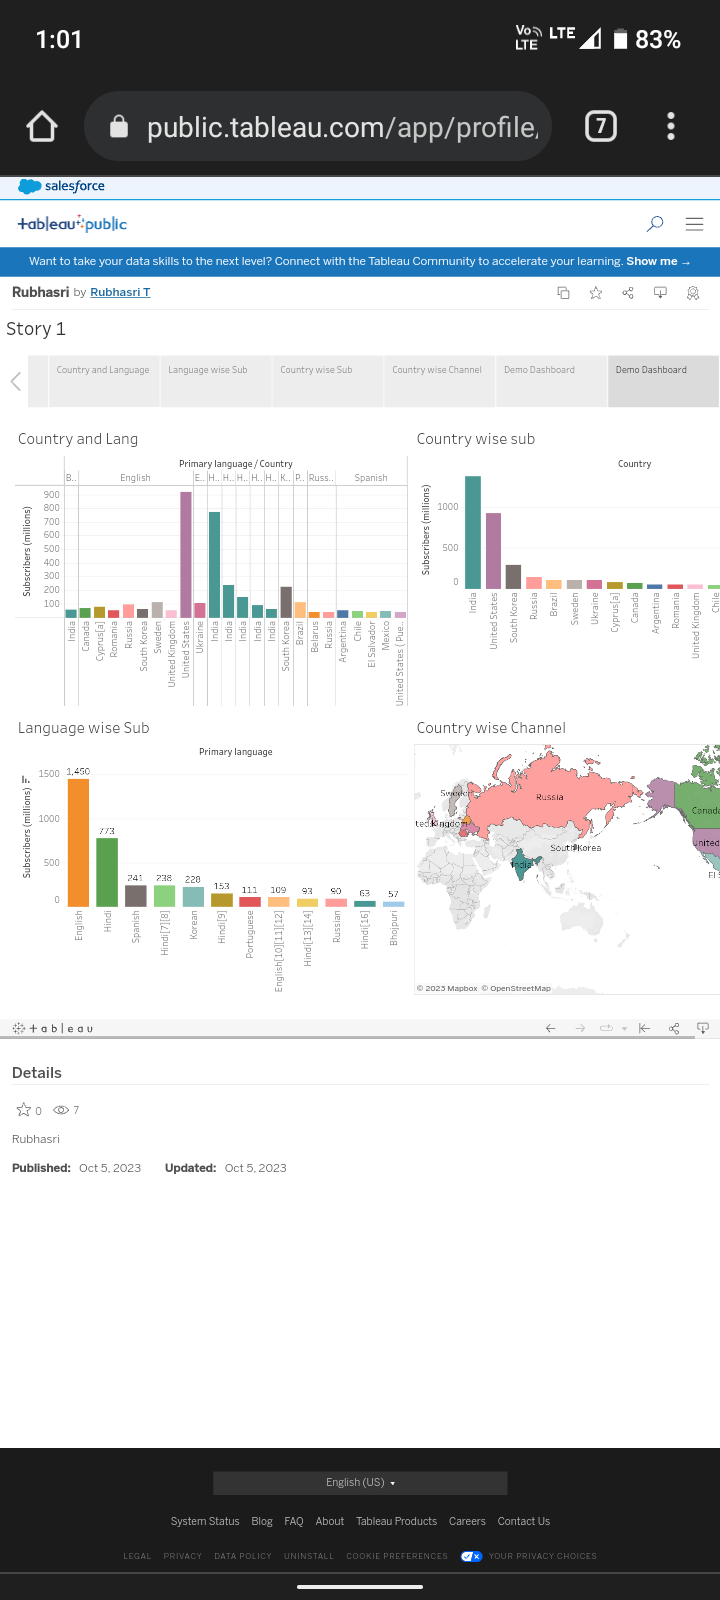 1:01
Vo LTE LTE 83%
public.tableau.com/app/profile/
7
salesforce
+ableau+public
Want to take your data skills to the next level? Connect with the Tableau Community to accelerate your learning. Show me →
Rubhasri by Rubhasri T
Story 1
Country and Language
Language wise Sub
Country wise Sub
Country wise Channel
Demo Dashboard
Demo Dashboard
Country and Lang
Primary language / Country
B.. English E.. H.. H.. H.. H.. H.. K.. P.. Russ.. Spanish
Subscribers (millions)
900
800
700
600
500
400
300
200
100
India
Canada
Cyprus[a]
Romania
Russia
South Korea
Sweden
United Kingdom
United States
Ukraine
India
India
India
India
India
South Korea
Brazil
Belarus
Russia
Argentina
Chile
El Salvador
Mexico
United States ( Pue..
Country wise sub
Country
Subscribers (millions)
1000
500
0
India
United States
South Korea
Russia
Brazil
Sweden
Ukraine
Cyprus[a]
Canada
Argentina
Romania
United Kingdom
Chile
Language wise Sub
Primary language
Subscribers (millions)
1500
1000
500
0
1,450
773
241
238
228
153
111
109
93
90
63
57
English
Hindi
Spanish
Hindi[7][8]
Korean
Hindi[9]
Portuguese
English[10][11][12]
Hindi[13][14]
Russian
Hindi[16]
Bhojpuri
Country wise Channel
Sweden
Russia
Canada
ted Kingdom
United
South Korea
India
El S
© 2023 Mapbox © OpenStreetMap
+ableau
Details
0 7
Rubhasri
Published: Oct 5, 2023 Updated: Oct 5, 2023
English (US)
System Status Blog FAQ About Tableau Products Careers Contact Us
LEGAL PRIVACY DATA POLICY UNINSTALL COOKIE PREFERENCES YOUR PRIVACY CHOICES